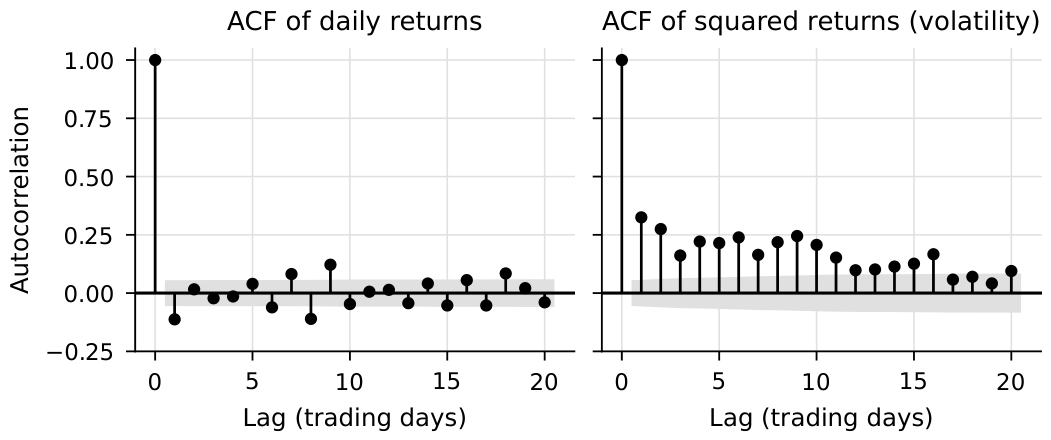 ACF of daily returns
ACF of squared returns (volatility)
Autocorrelation
1.00
0.75
0.50
0.25
0.00
−0.25
0 5 10 15 20
0 5 10 15 20
Lag (trading days)
Lag (trading days)